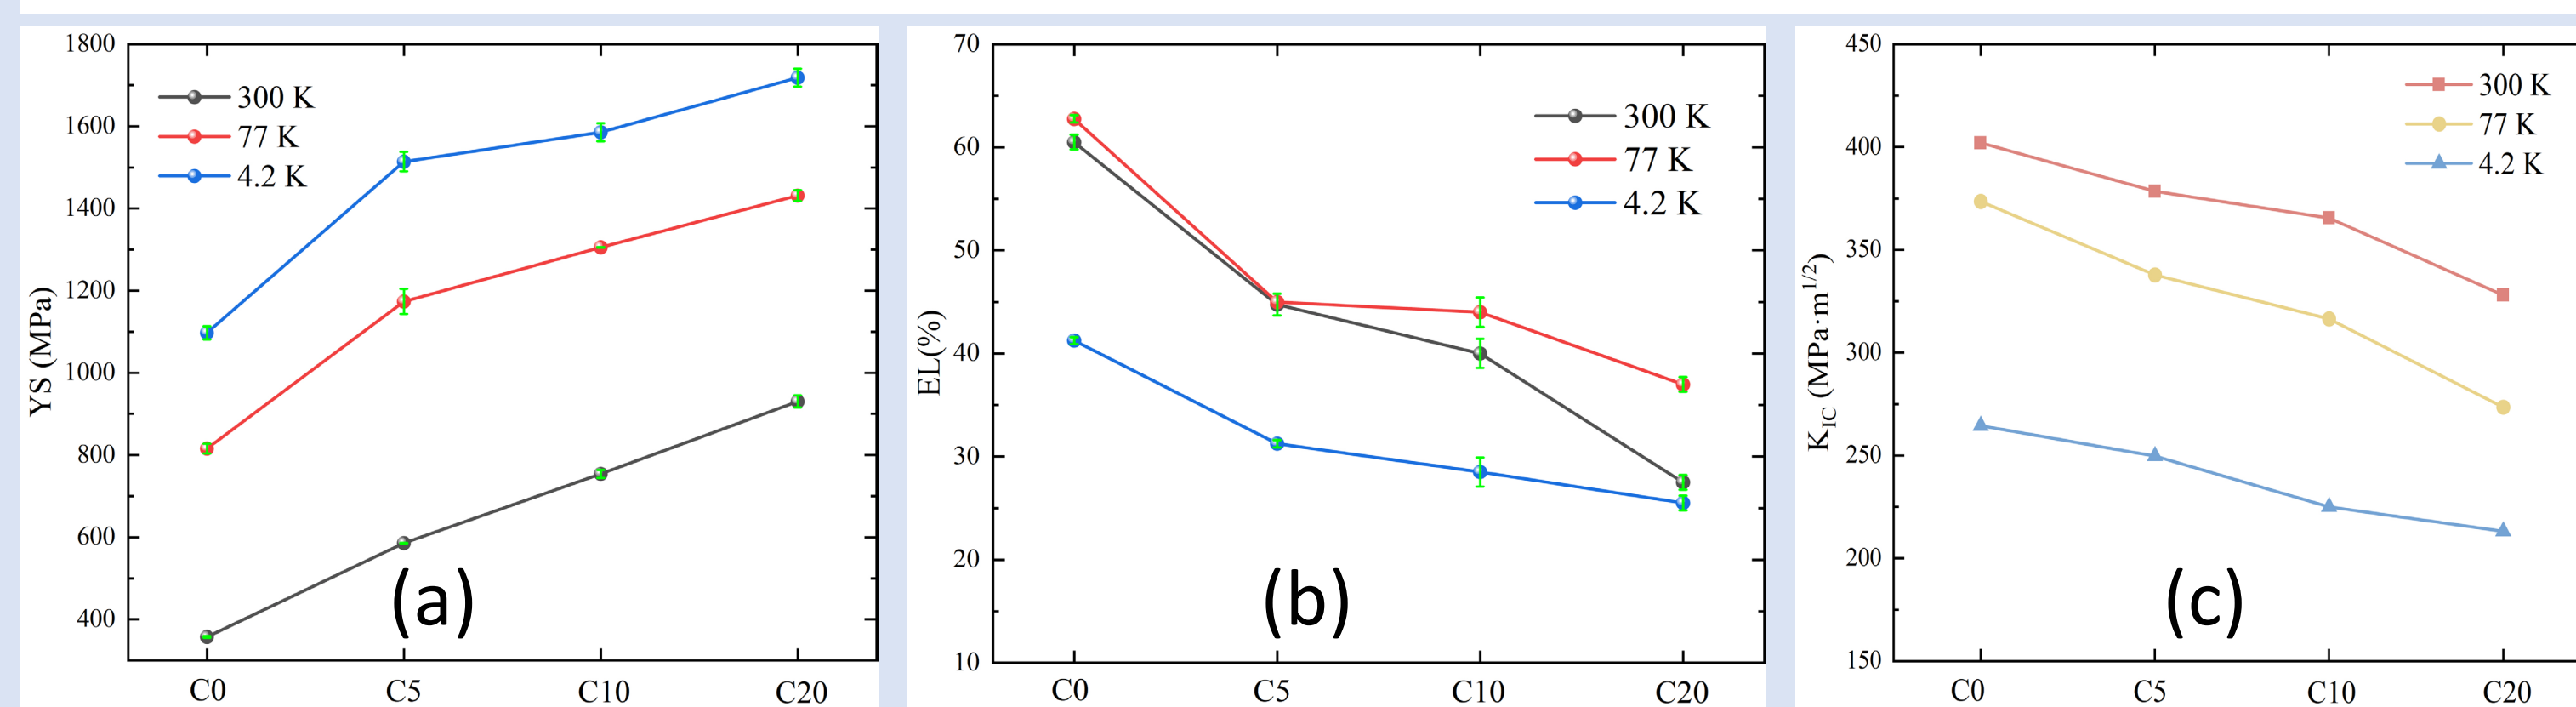 1800
1600
1400
1200
1000
800
600
400
YS (MPa)
300 K
77 K
4.2 K
(a)
C0 C5 C10 C20
70
60
50
40
30
20
10
EL(%)
300 K
77 K
4.2 K
(b)
C0 C5 C10 C20
450
400
350
300
250
200
150
K_IC (MPa·m^1/2)
300 K
77 K
4.2 K
(c)
C0 C5 C10 C20